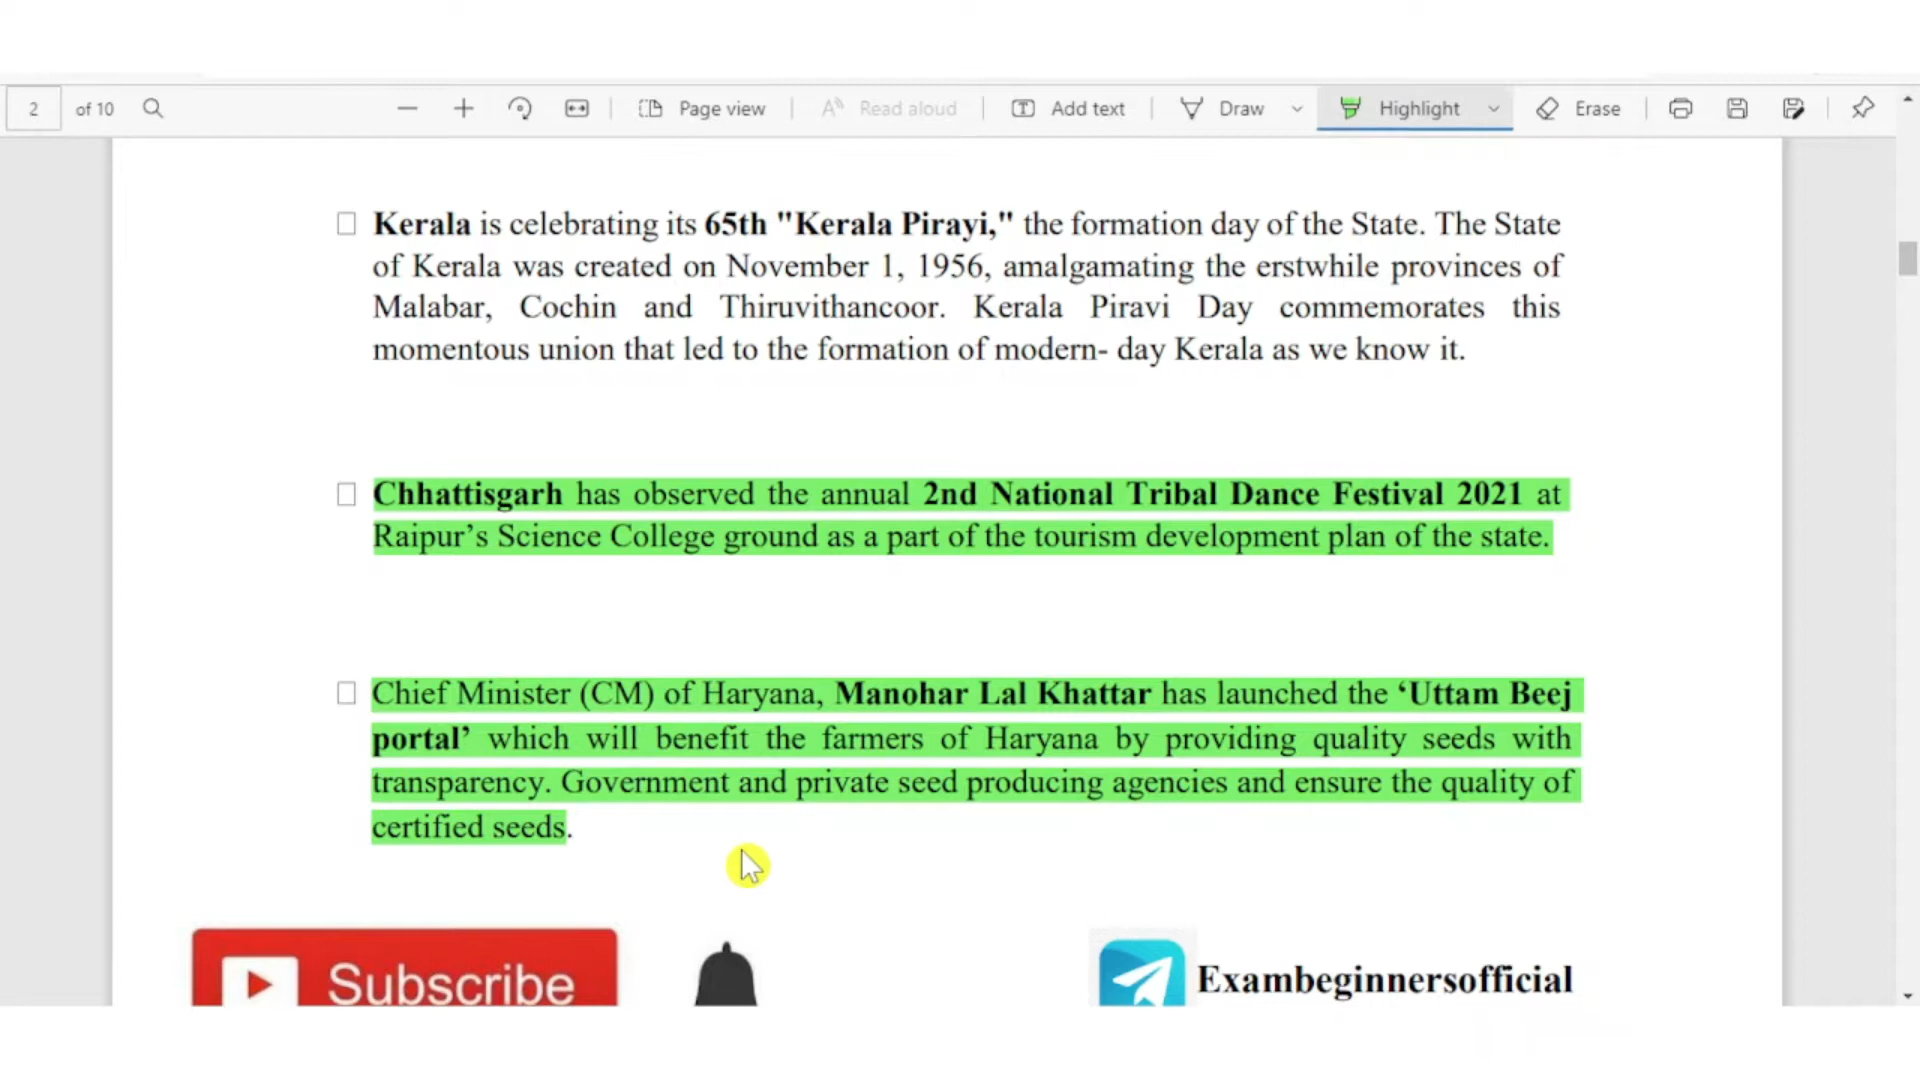 2 of 10 Page view Read aloud Add text Draw Highlight Erase
Kerala is celebrating its 65th "Kerala Pirayi," the formation day of the State. The State
of Kerala was created on November 1, 1956, amalgamating the erstwhile provinces of
Malabar, Cochin and Thiruvithancoor. Kerala Piravi Day commemorates this
momentous union that led to the formation of modern- day Kerala as we know it.
Chhattisgarh has observed the annual 2nd National Tribal Dance Festival 2021 at
Raipur’s Science College ground as a part of the tourism development plan of the state.
Chief Minister (CM) of Haryana, Manohar Lal Khattar has launched the ‘Uttam Beej
portal’ which will benefit the farmers of Haryana by providing quality seeds with
transparency. Government and private seed producing agencies and ensure the quality of
certified seeds.
Subscribe
Exambeginnersofficial